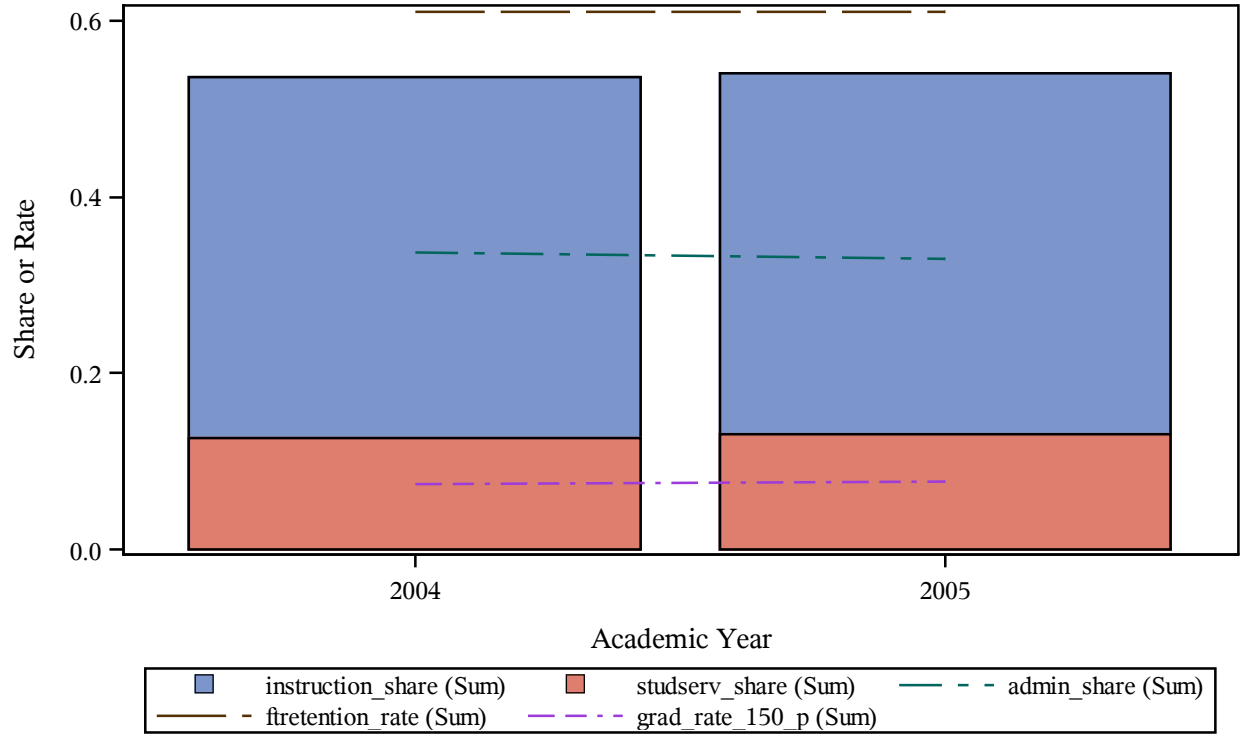 0.6
0.4
0.2
0.0
Share or Rate
2004 2005
Academic Year
instruction_share (Sum) studserv_share (Sum) admin_share (Sum)
ftretention_rate (Sum) grad_rate_150_p (Sum)